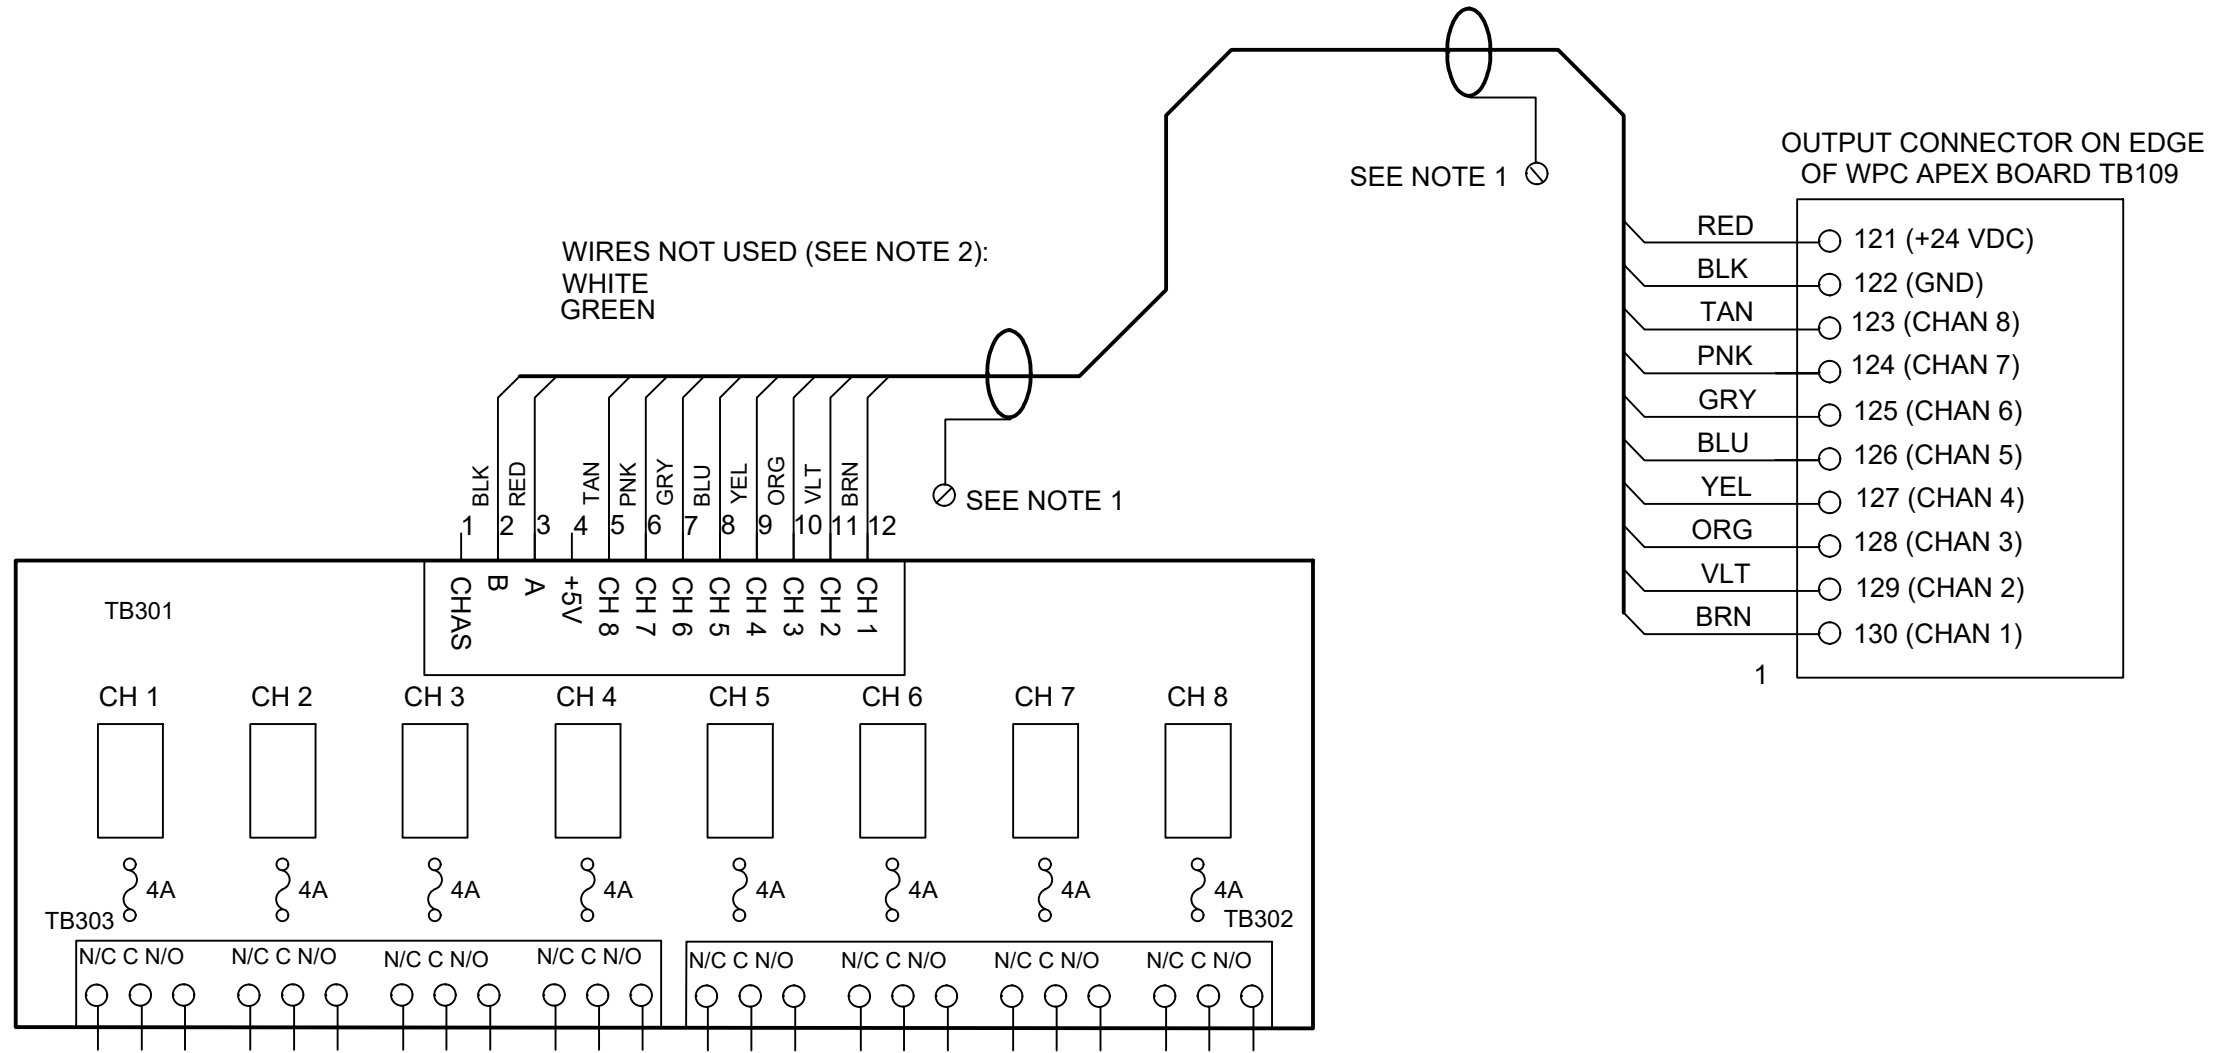 OUTPUT CONNECTOR ON EDGE
OF WPC APEX BOARD TB109
SEE NOTE 1
RED 121 (+24 VDC)
BLK 122 (GND)
TAN 123 (CHAN 8)
PNK 124 (CHAN 7)
GRY 125 (CHAN 6)
BLU 126 (CHAN 5)
YEL 127 (CHAN 4)
ORG 128 (CHAN 3)
VLT 129 (CHAN 2)
BRN 130 (CHAN 1)
1
WIRES NOT USED (SEE NOTE 2):
WHITE
GREEN
SEE NOTE 1
BLK RED TAN PNK GRY BLU YEL ORG VLT BRN
1 2 3 4 5 6 7 8 9 10 11 12
CHAS B A +5V CH 8 CH 7 CH 6 CH 5 CH 4 CH 3 CH 2 CH 1
TB301
CH 1 CH 2 CH 3 CH 4 CH 5 CH 6 CH 7 CH 8
4A 4A 4A 4A 4A 4A 4A 4A
TB303 TB302
N/C C N/O N/C C N/O N/C C N/O N/C C N/O N/C C N/O N/C C N/O N/C C N/O N/C C N/O